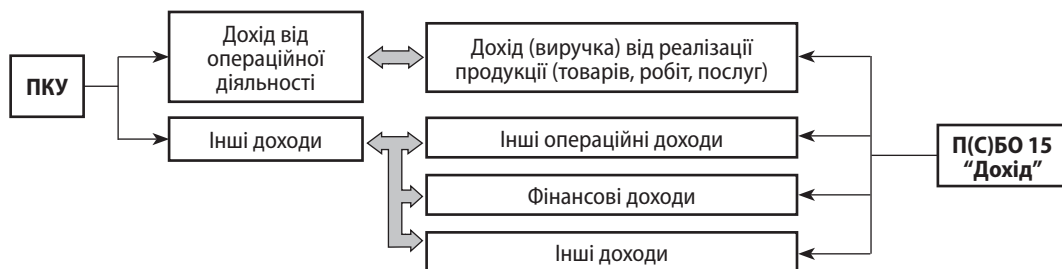 ПКУ
Дохід від
операційної
діяльності
Дохід (виручка) від реалізації
продукції (товарів, робіт, послуг)
Інші доходи
Інші операційні доходи
Фінансові доходи
Інші доходи
П(С)БО 15
“Дохід”